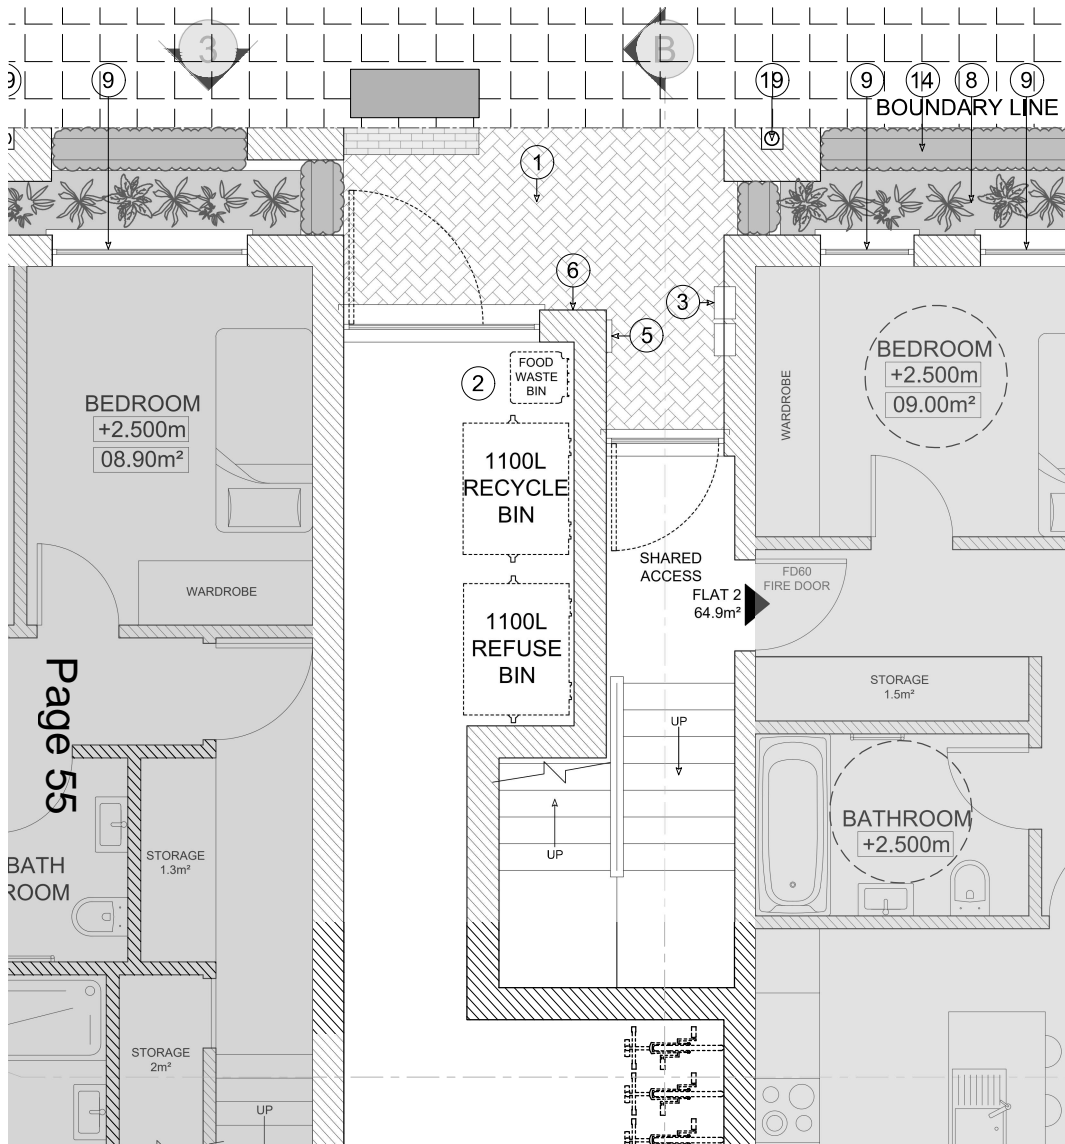 3
B
9
9
19
9
14
8
9
BOUNDARY LINE
1
6
3
5
2
FOOD
WASTE
BIN
BEDROOM
+2.500m
08.90m²
BEDROOM
+2.500m
09.00m²
WARDROBE
1100L
RECYCLE
BIN
SHARED
ACCESS
FD60
FIRE DOOR
FLAT 2
64.9m²
WARDROBE
1100L
REFUSE
BIN
Page 55
STORAGE
1.5m²
UP
BATHROOM
+2.500m
UP
STORAGE
1.3m²
BATH
ROOM
STORAGE
2m²
UP